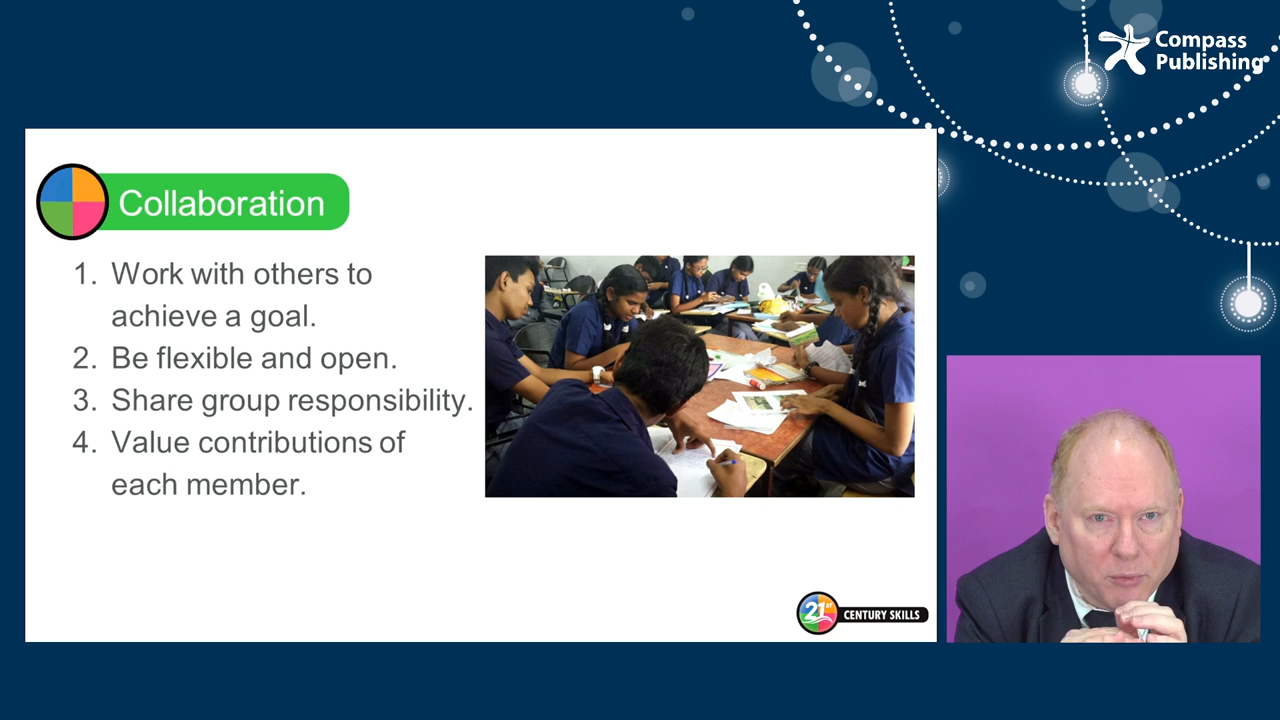 Compass
Publishing
Collaboration
1. Work with others to
achieve a goal.
2. Be flexible and open.
3. Share group responsibility.
4. Value contributions of
each member.
21st CENTURY SKILLS